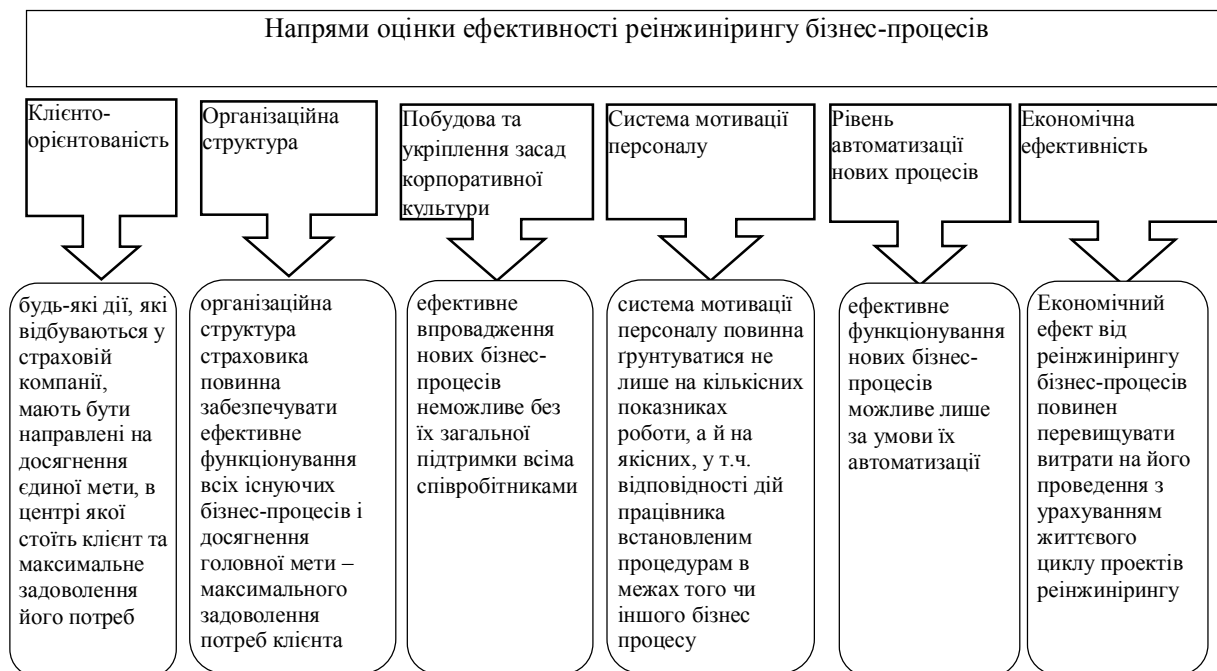 Напрями оцінки ефективності реінжинірингу бізнес-процесів
Клієнто-
орієнтованість
Організаційна
структура
Побудова та
укріплення засад
корпоративної
культури
Система мотивації
персоналу
Рівень
автоматизації
нових процесів
Економічна
ефективність
будь-які дії, які
відбуваються у
страховій
компанії,
мають бути
направлені на
досягнення
єдиної мети, в
центрі якої
стоїть клієнт та
максимальне
задоволення
його потреб
організаційна
структура
страховика
повинна
забезпечувати
ефективне
функціонування
всіх існуючих
бізнес-процесів і
досягнення
головної мети –
максимального
задоволення
потреб клієнта
ефективне
впровадження
нових бізнес-
процесів
неможливе без
їх загальної
підтримки всіма
співробітниками
система мотивації
персоналу повинна
ґрунтуватися не
лише на кількісних
показниках
роботи, а й на
якісних, у т.ч.
відповідності дій
працівника
встановленим
процедурам в
межах того чи
іншого бізнес
процесу
ефективне
функціонування
нових бізнес-
процесів
можливе лише
за умови їх
автоматизації
Економічний
ефект від
реінжинірингу
бізнес-процесів
повинен
перевищувати
витрати на його
проведення з
урахуванням
життєвого
циклу проектів
реінжинірингу